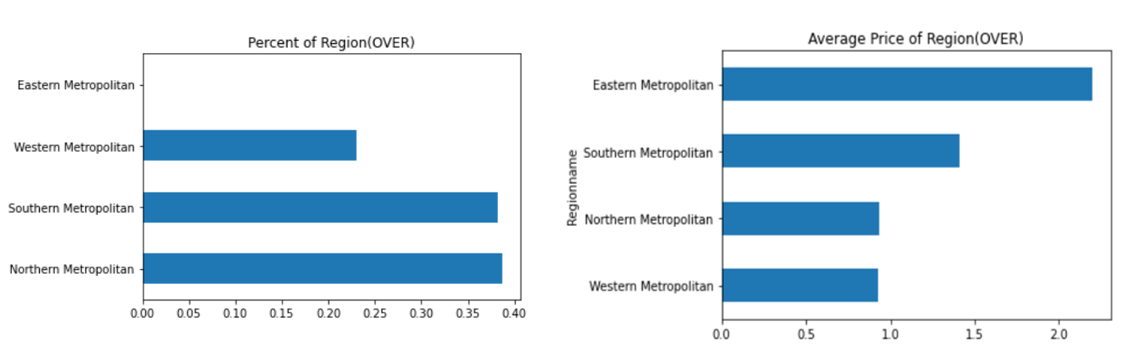 Percent of Region(OVER)
Eastern Metropolitan
Western Metropolitan
Southern Metropolitan
Northern Metropolitan
0.00 0.05 0.10 0.15 0.20 0.25 0.30 0.35 0.40
Average Price of Region(OVER)
Regionname
Eastern Metropolitan
Southern Metropolitan
Northern Metropolitan
Western Metropolitan
0.0 0.5 1.0 1.5 2.0